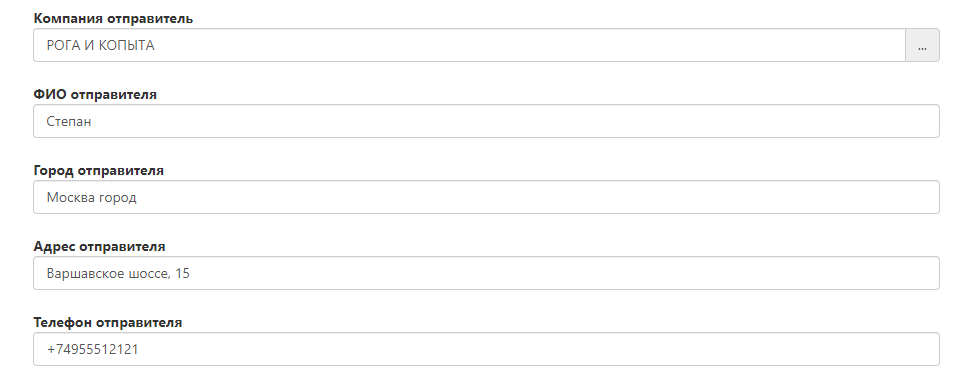 Компания отправитель
РОГА И КОПЫТА
...
ФИО отправителя
Степан
Город отправителя
Москва город
Адрес отправителя
Варшавское шоссе, 15
Телефон отправителя
+74955512121